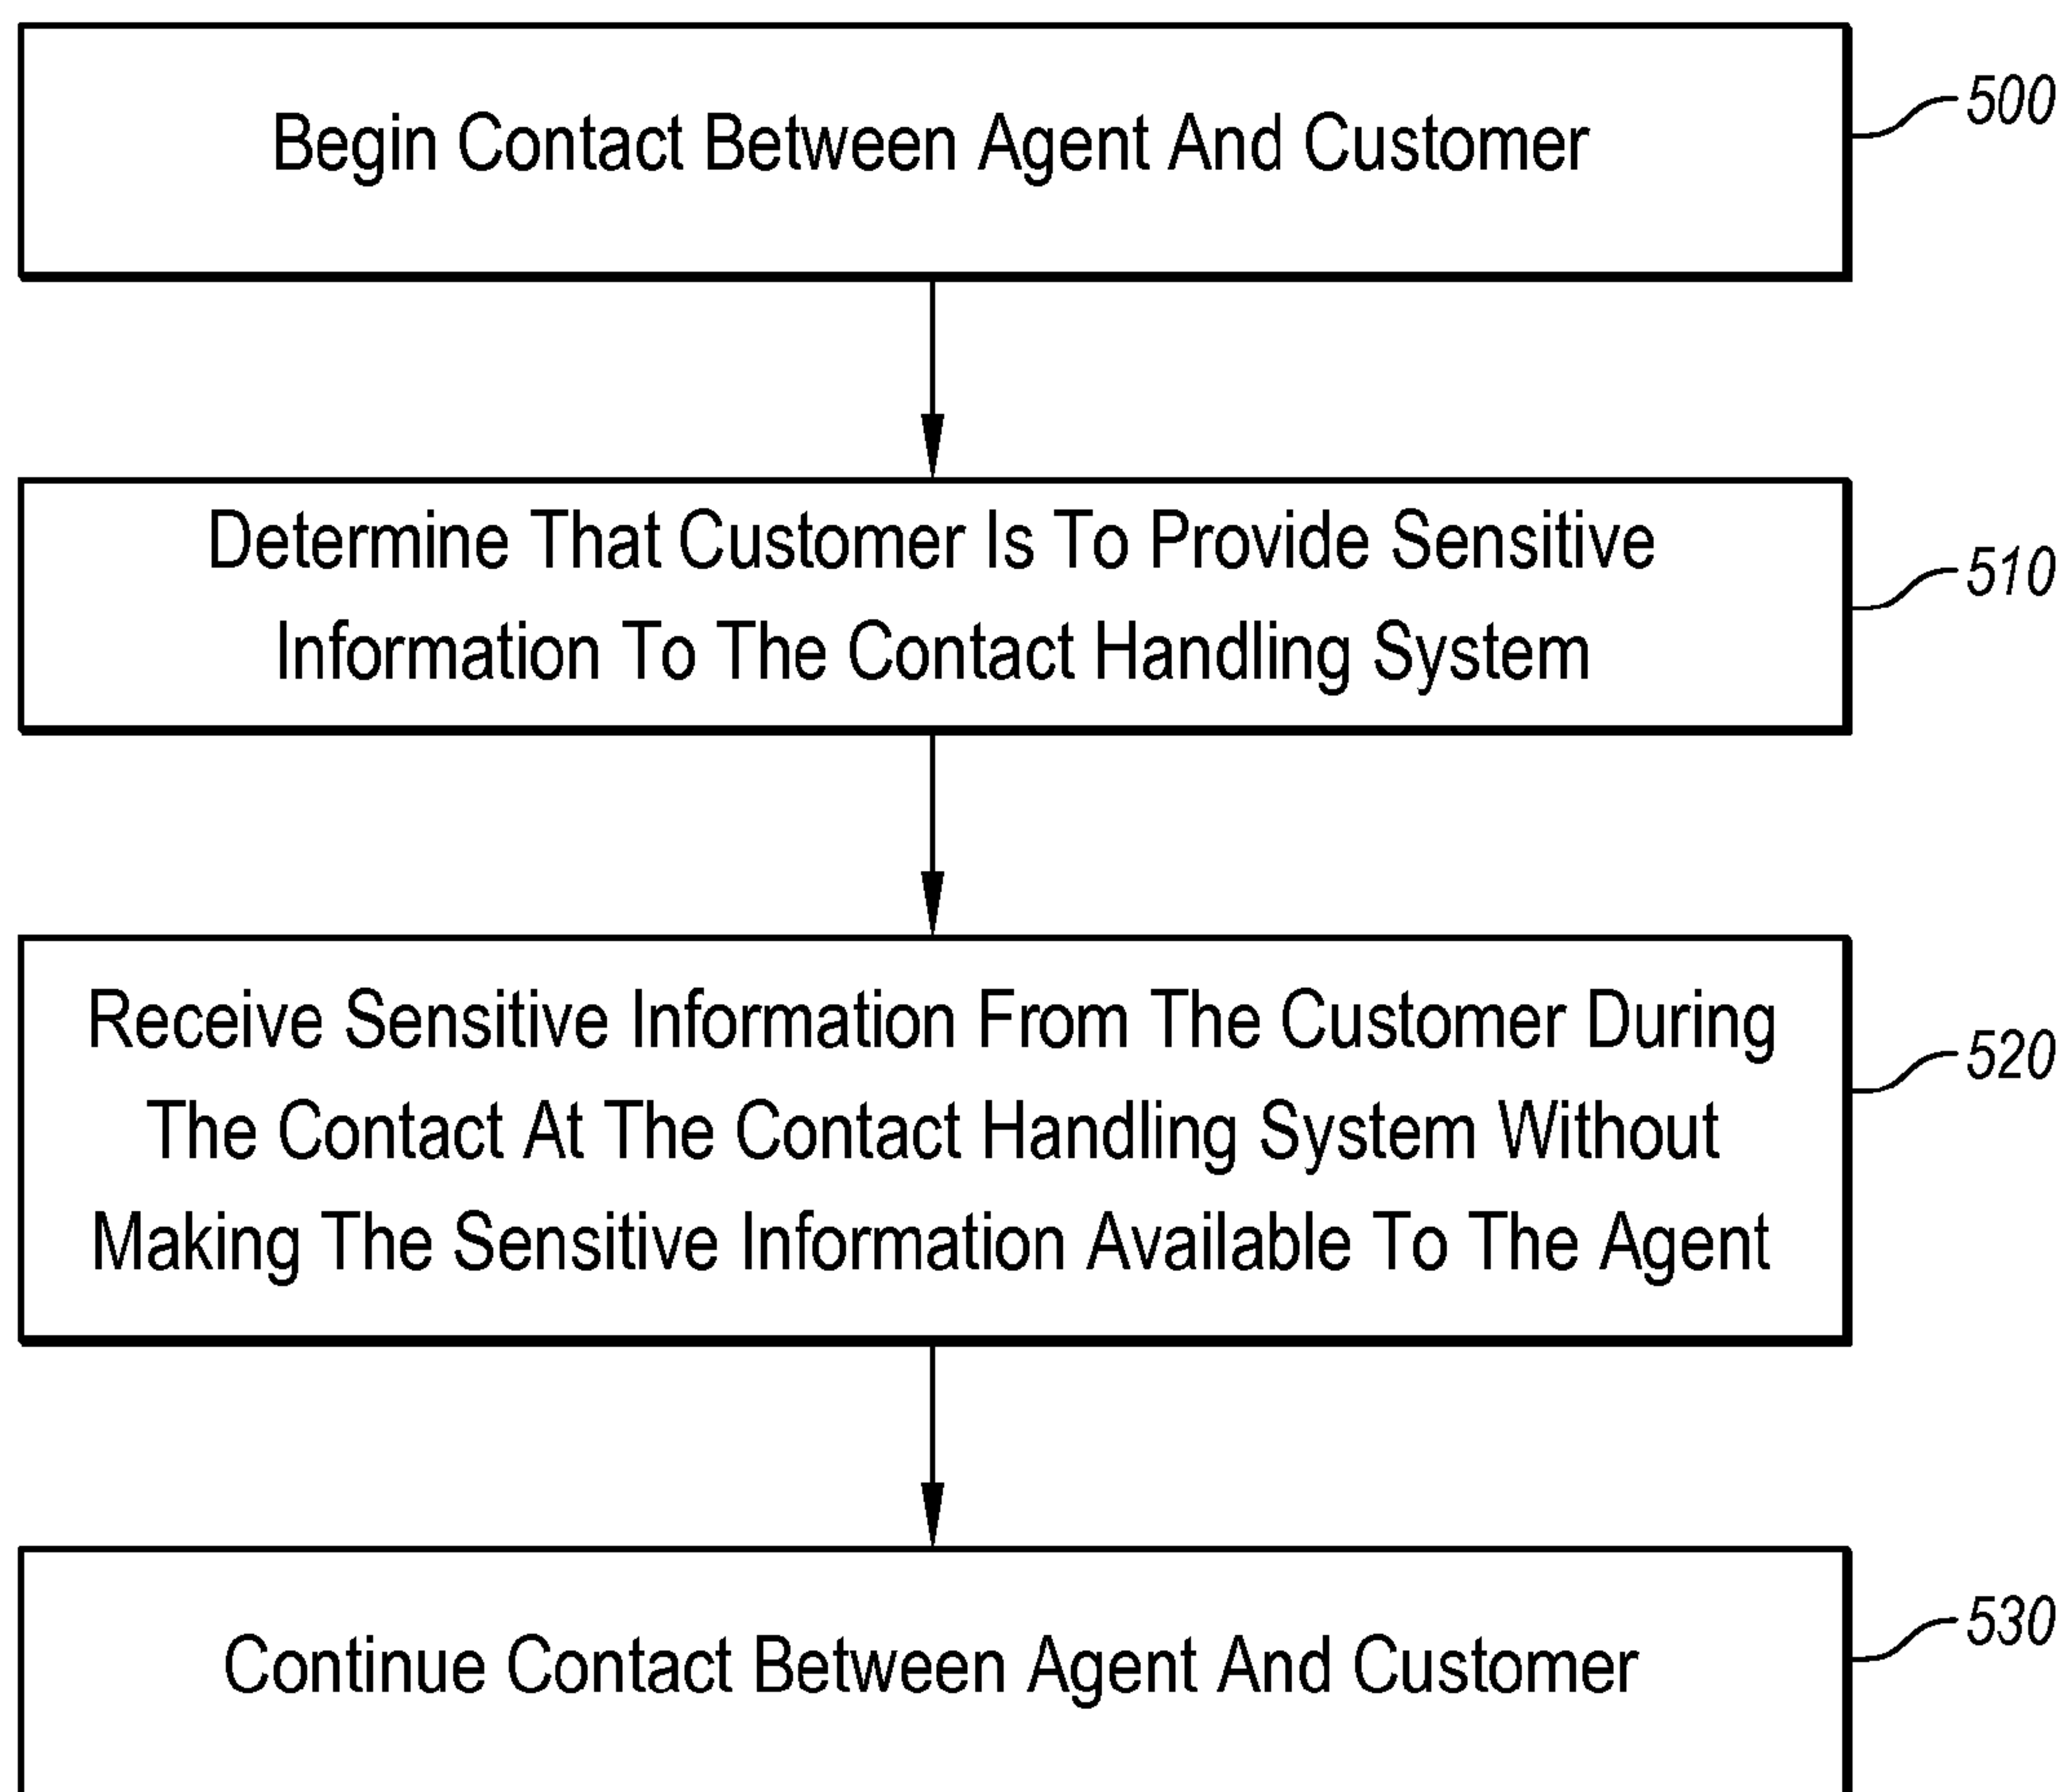 Begin Contact Between Agent And Customer
500
Determine That Customer Is To Provide Sensitive
Information To The Contact Handling System
510
Receive Sensitive Information From The Customer During
The Contact At The Contact Handling System Without
Making The Sensitive Information Available To The Agent
520
Continue Contact Between Agent And Customer
530